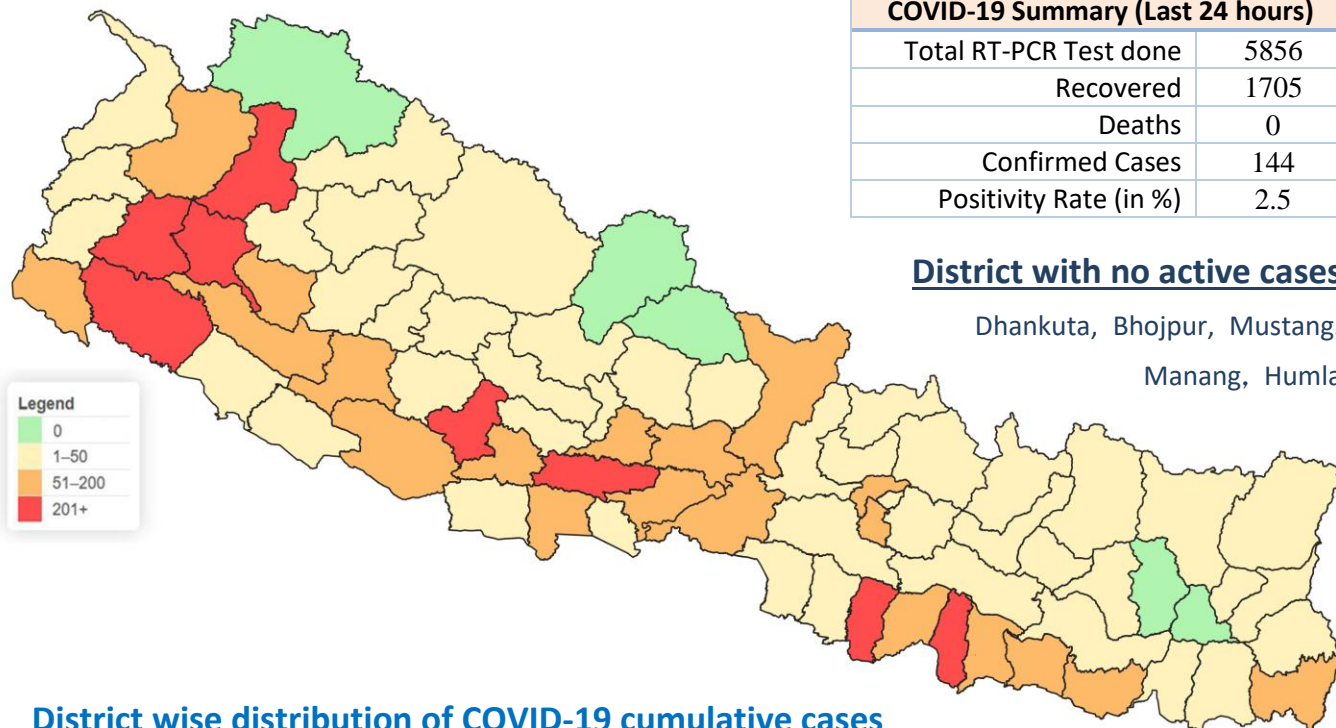 COVID-19 Summary (Last 24 hours)
Total RT-PCR Test done 5856
Recovered 1705
Deaths 0
Confirmed Cases 144
Positivity Rate (in %) 2.5
District with no active cases
Dhankuta, Bhojpur, Mustang
Manang, Humla
Legend
0
1–50
51–200
201+
District wise distribution of COVID-19 cumulative cases